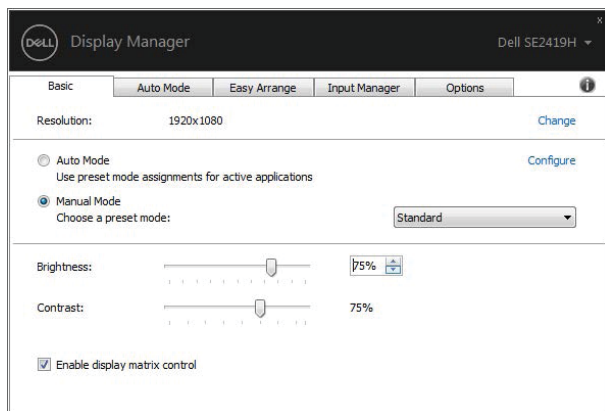 x
DELL Display Manager Dell SE2419H
Basic Auto Mode Easy Arrange Input Manager Options i
Resolution: 1920x1080 Change
Auto Mode Configure
Use preset mode assignments for active applications
Manual Mode
Choose a preset mode: Standard
Brightness: 75%
Contrast: 75%
Enable display matrix control